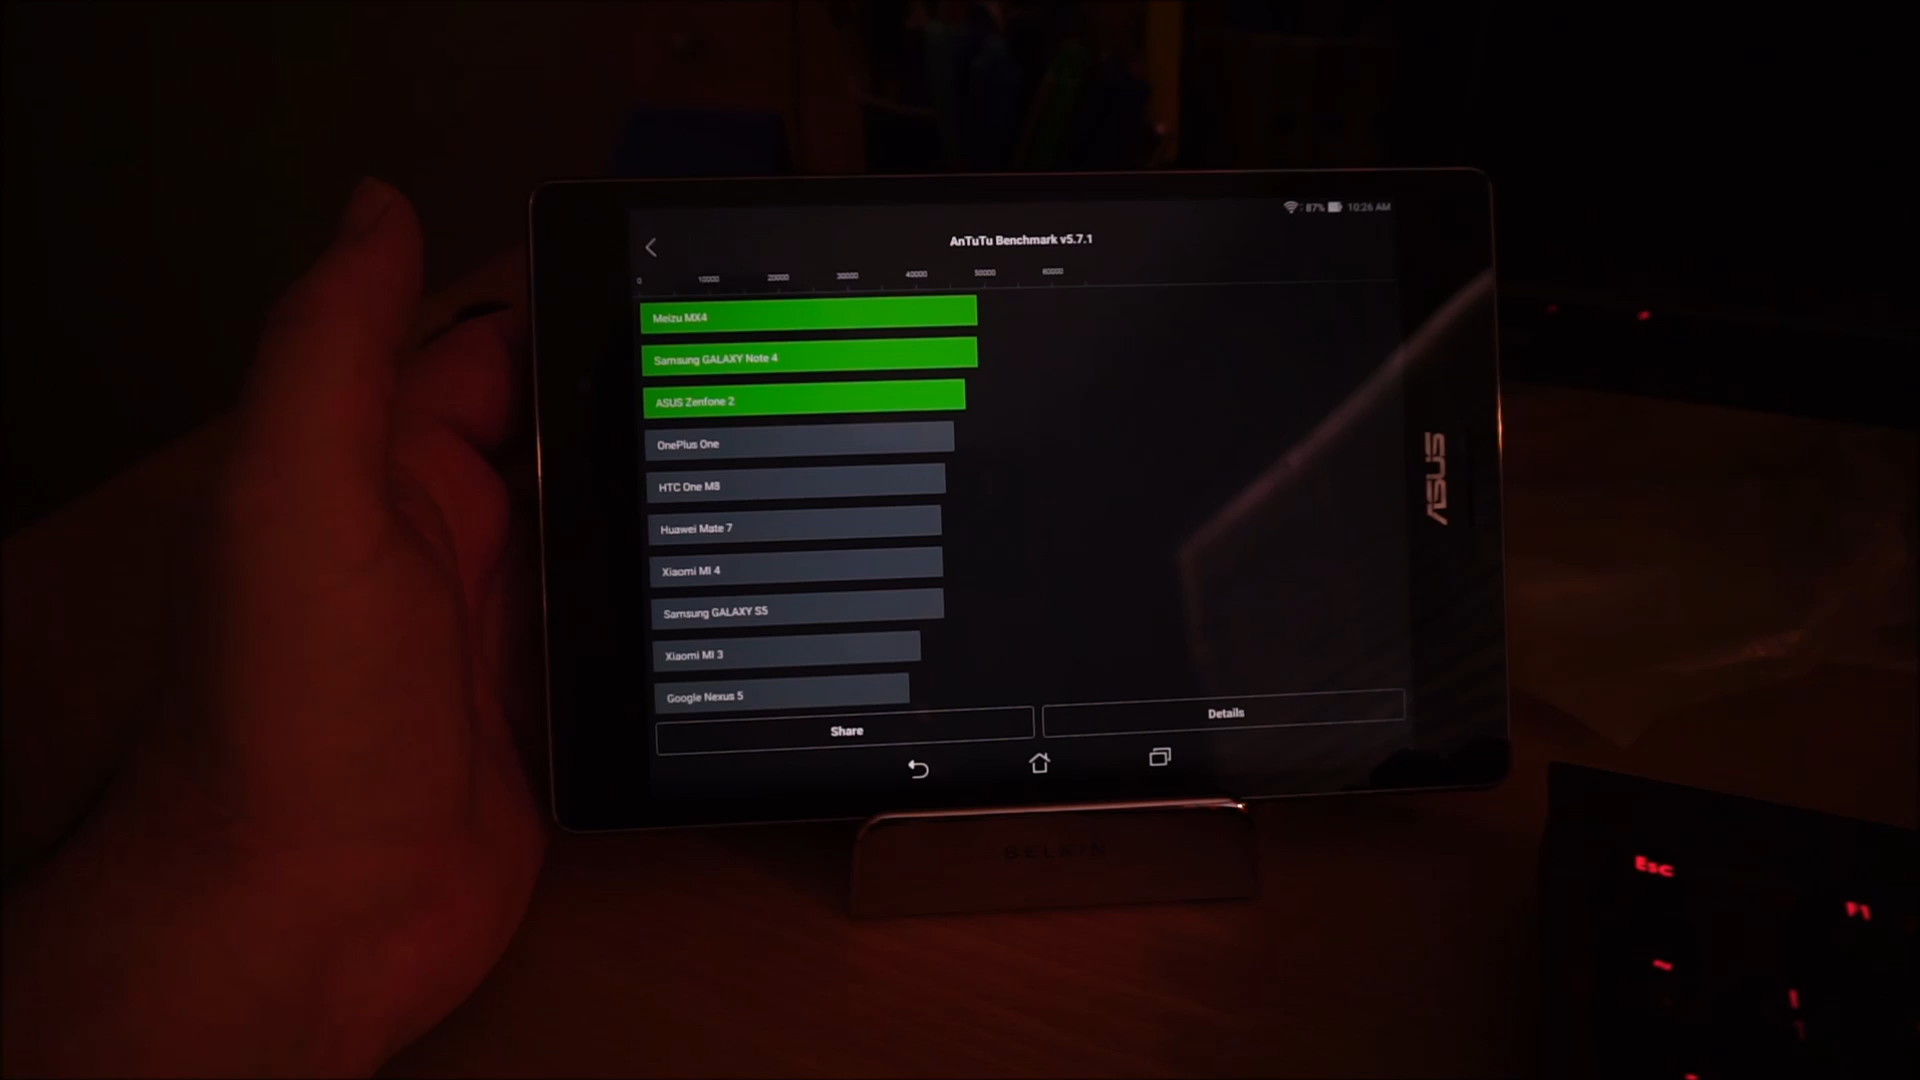 87% 10:26 AM
AnTuTu Benchmark v5.7.1
0 10000 20000 30000 40000 50000 60000
Meizu MX4
Samsung GALAXY Note 4
ASUS Zenfone 2
OnePlus One
HTC One M8
Huawei Mate 7
Xiaomi MI 4
Samsung GALAXY S5
Xiaomi MI 3
Google Nexus 5
Share
Details
ASUS
BELKIN
Esc
F1
~
!